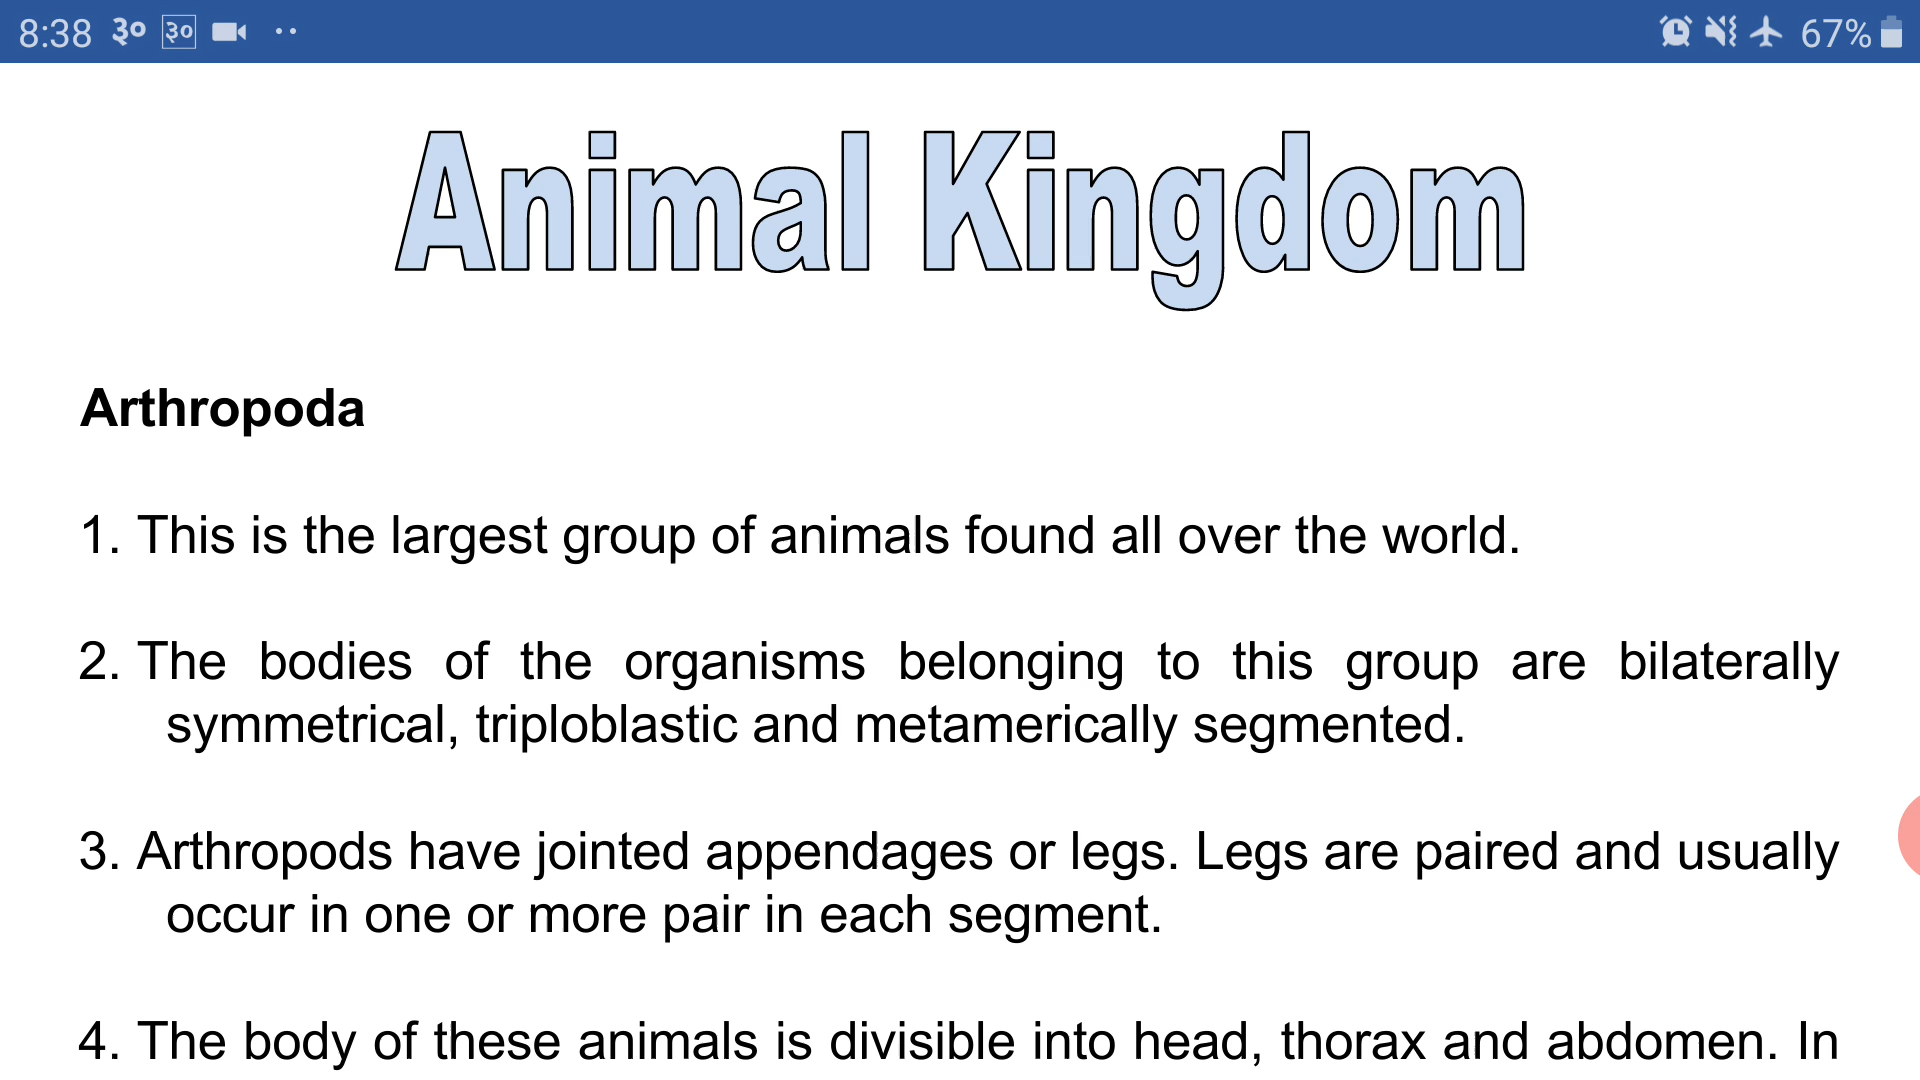 8:38 ३० ३० 67%
Animal Kingdom
Arthropoda
1. This is the largest group of animals found all over the world.
2. The bodies of the organisms belonging to this group are bilaterally
symmetrical, triploblastic and metamerically segmented.
3. Arthropods have jointed appendages or legs. Legs are paired and usually
occur in one or more pair in each segment.
4. The body of these animals is divisible into head, thorax and abdomen. In